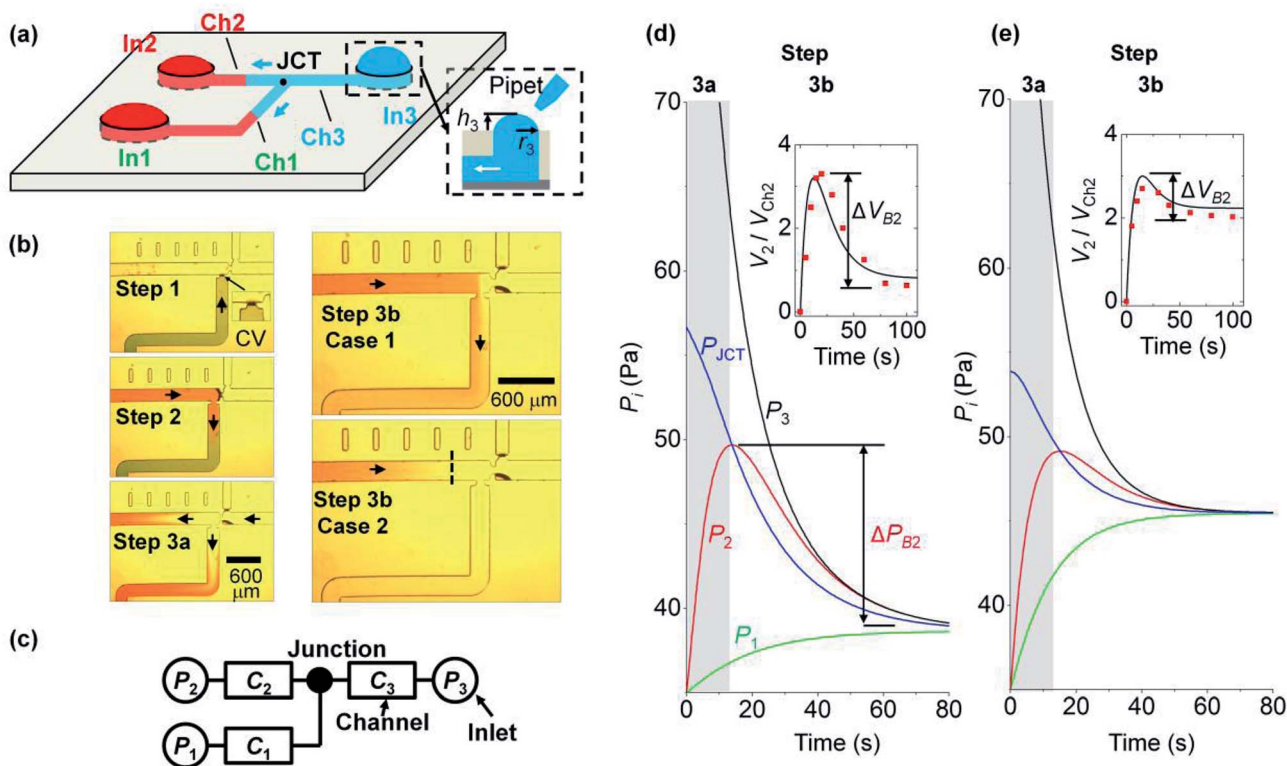 (a)
Ch2
In2
JCT
In1
Ch1
Ch3
In3
Pipet
h3
r3
(b)
Step 1
CV
Step 2
Step 3a
600
μm
Step 3b
Case 1
600 μm
Step 3b
Case 2
(c)
Junction
P2
C2
C3
P3
Channel
Inlet
P1
C1
(d)
Step
3a
3b
70
60
50
40
Pi (Pa)
0
20
40
60
80
Time (s)
PJCT
P3
P2
P1
ΔPB2
4
2
0
V2 / VCh2
ΔVB2
0
50
100
Time (s)
(e)
Step
3a
3b
70
60
50
40
Pi (Pa)
0
20
40
60
80
Time (s)
4
2
0
V2 / VCh2
ΔVB2
0
50
100
Time (s)